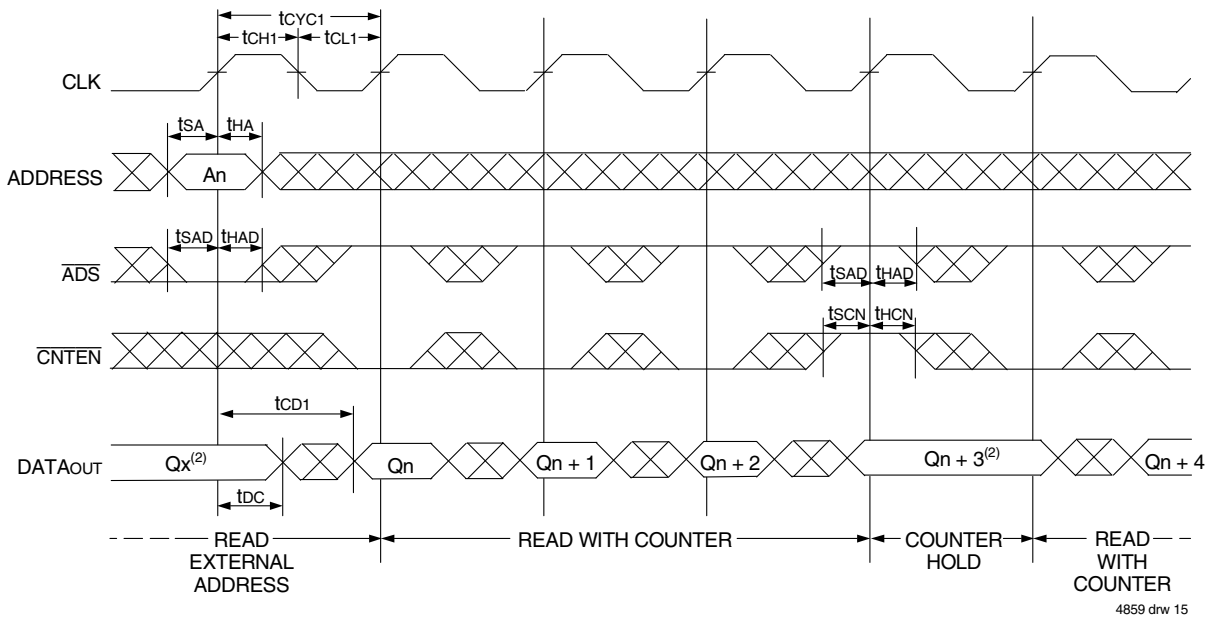 tCYC1
tCH1 tCL1
CLK
tSA tHA
ADDRESS An
tSAD tHAD
ADS
tSAD tHAD
tSCN tHCN
CNTEN
tCD1
DATAOUT Qx(2) Qn Qn + 1 Qn + 2 Qn + 3(2) Qn + 4
tDC
READ EXTERNAL ADDRESS
READ WITH COUNTER
COUNTER HOLD
READ WITH COUNTER
4859 drw 15